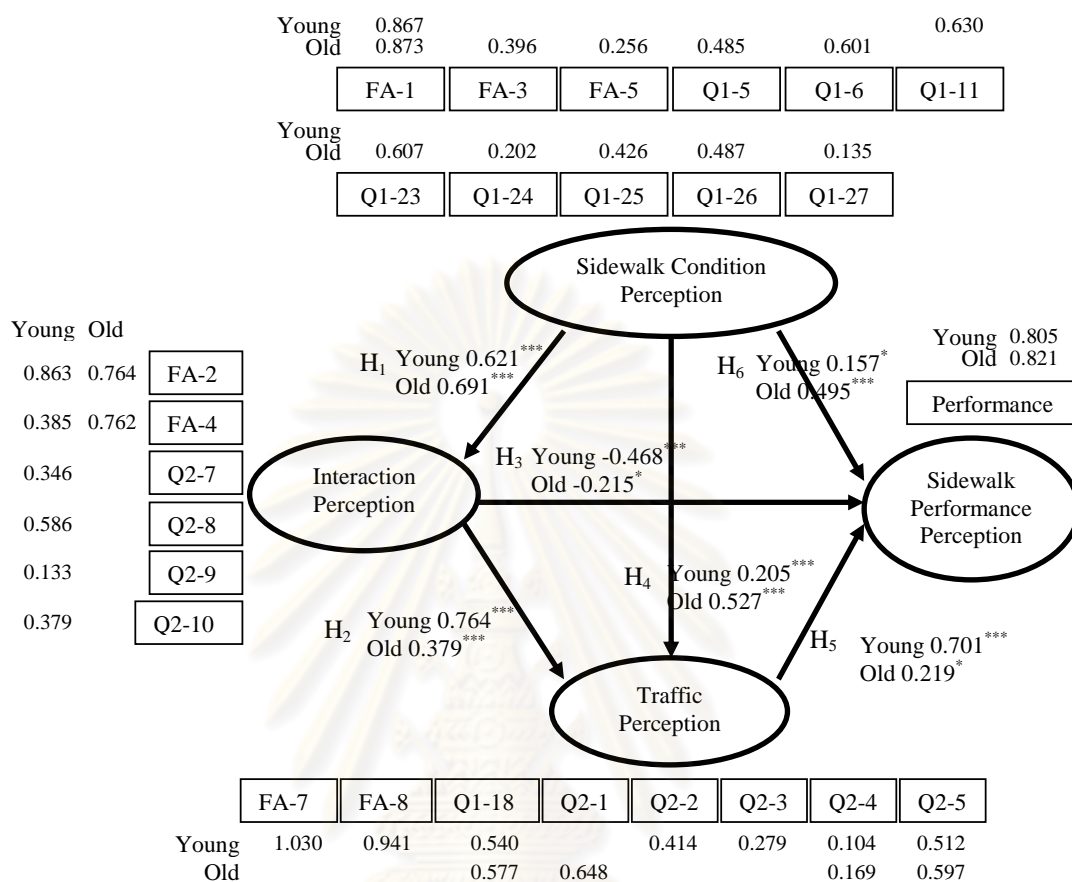 Young 0.867 0.630
Old 0.873 0.396 0.256 0.485 0.601
FA-1 FA-3 FA-5 Q1-5 Q1-6 Q1-11
Young
Old 0.607 0.202 0.426 0.487 0.135
Q1-23 Q1-24 Q1-25 Q1-26 Q1-27
Sidewalk Condition
Perception
Young Old
0.863 0.764 FA-2
0.385 0.762 FA-4
0.346 Q2-7
0.586 Q2-8
0.133 Q2-9
0.379 Q2-10
H1 Young 0.621***
Old 0.691***
H6 Young 0.157*
Old 0.495***
Young 0.805
Old 0.821
Performance
Interaction
Perception
H3 Young -0.468***
Old -0.215*
Sidewalk
Performance
Perception
H4 Young 0.205***
Old 0.527***
H2 Young 0.764***
Old 0.379***
H5 Young 0.701***
Old 0.219*
Traffic
Perception
FA-7 FA-8 Q1-18 Q2-1 Q2-2 Q2-3 Q2-4 Q2-5
Young 1.030 0.941 0.540 0.414 0.279 0.104 0.512
Old 0.577 0.648 0.169 0.597